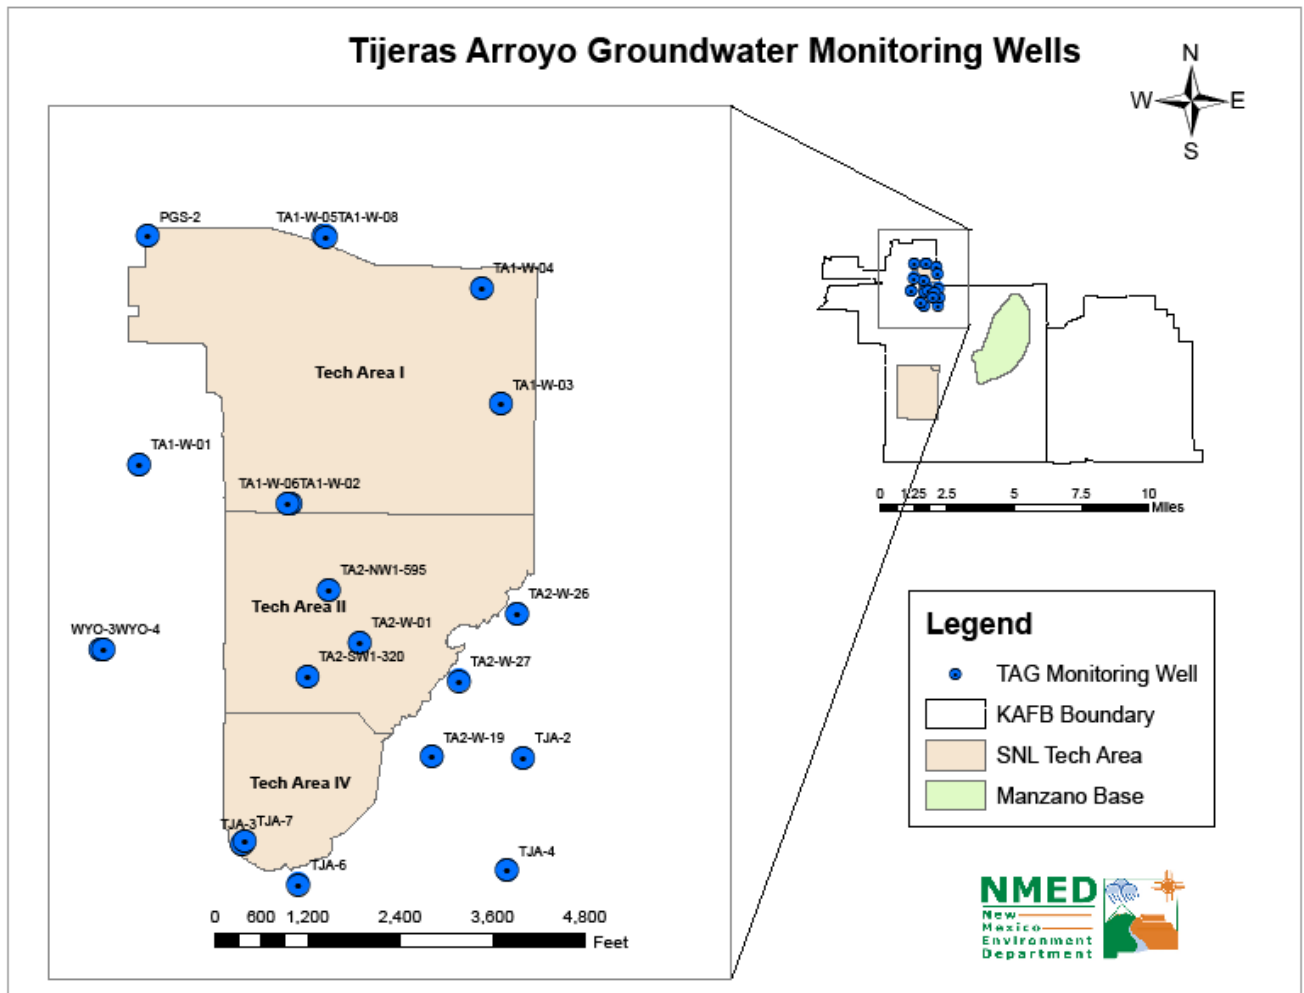 Tijeras Arroyo Groundwater Monitoring Wells
N
W E
S
PGS-2
TA1-W-05TA1-W-08
TA1-W-04
Tech Area I
TA1-W-03
TA1-W-01
TA1-W-06TA1-W-02
TA2-NW1-595
Tech Area II
TA2-W-26
TA2-W-01
WYO-3WYO-4
TA2-SW1-320
TA2-W-27
TA2-W-19
TJA-2
Tech Area IV
TJA-3TJA-7
TJA-6
TJA-4
0 600 1,200 2,400 3,600 4,800
Feet
0 1.25 2.5 5 7.5 10
Miles
Legend
TAG Monitoring Well
KAFB Boundary
SNL Tech Area
Manzano Base
NMED
New
Mexico
Environment
Department